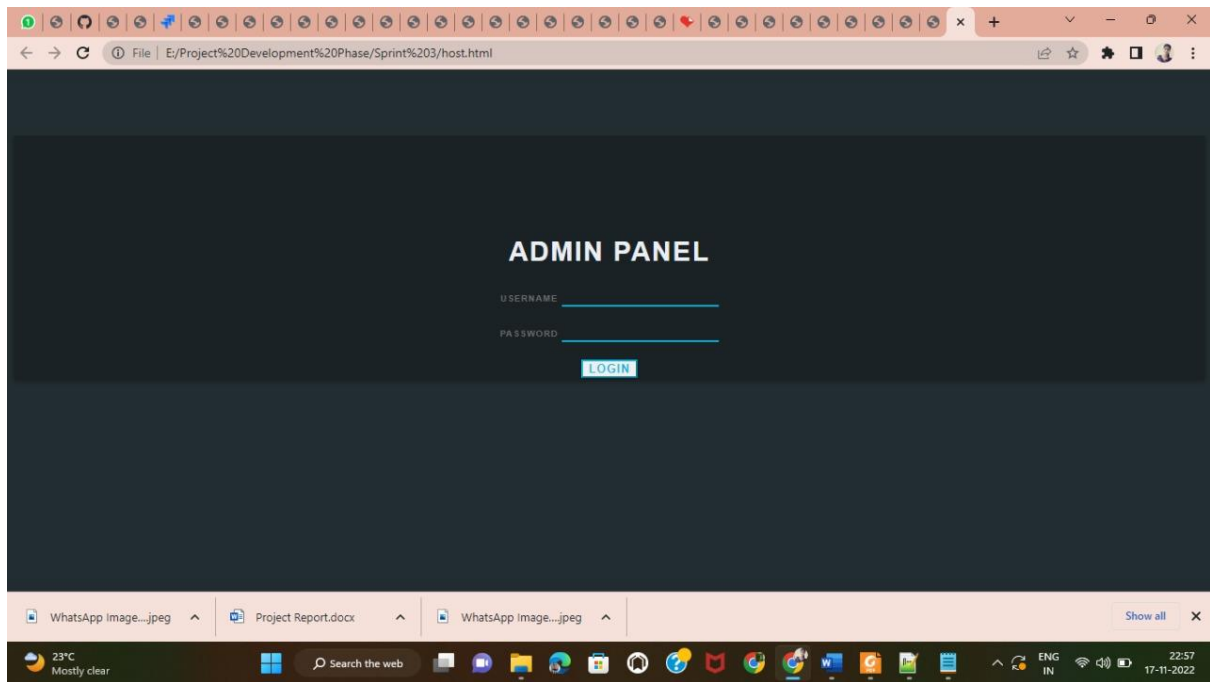 File | E:/Project%20Development%20Phase/Sprint%203/host.html
ADMIN PANEL
USERNAME
PASSWORD
LOGIN
WhatsApp Image....jpeg
Project Report.docx
WhatsApp Image....jpeg
Show all
23°C
Mostly clear
Search the web
ENG
IN
22:57
17-11-2022